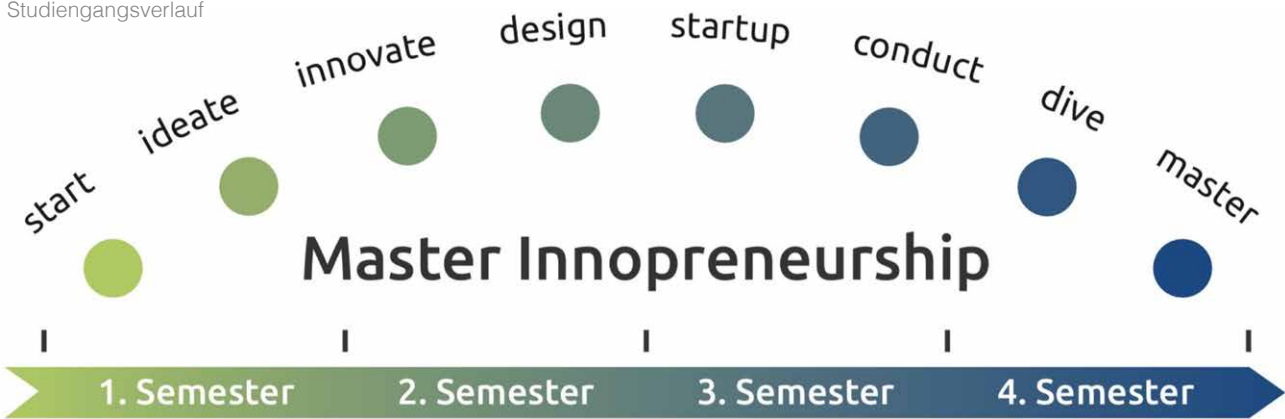 Studiengangsverlauf
start
ideate
innovate
design
startup
conduct
dive
master
Master Innopreneurship
1. Semester
2. Semester
3. Semester
4. Semester